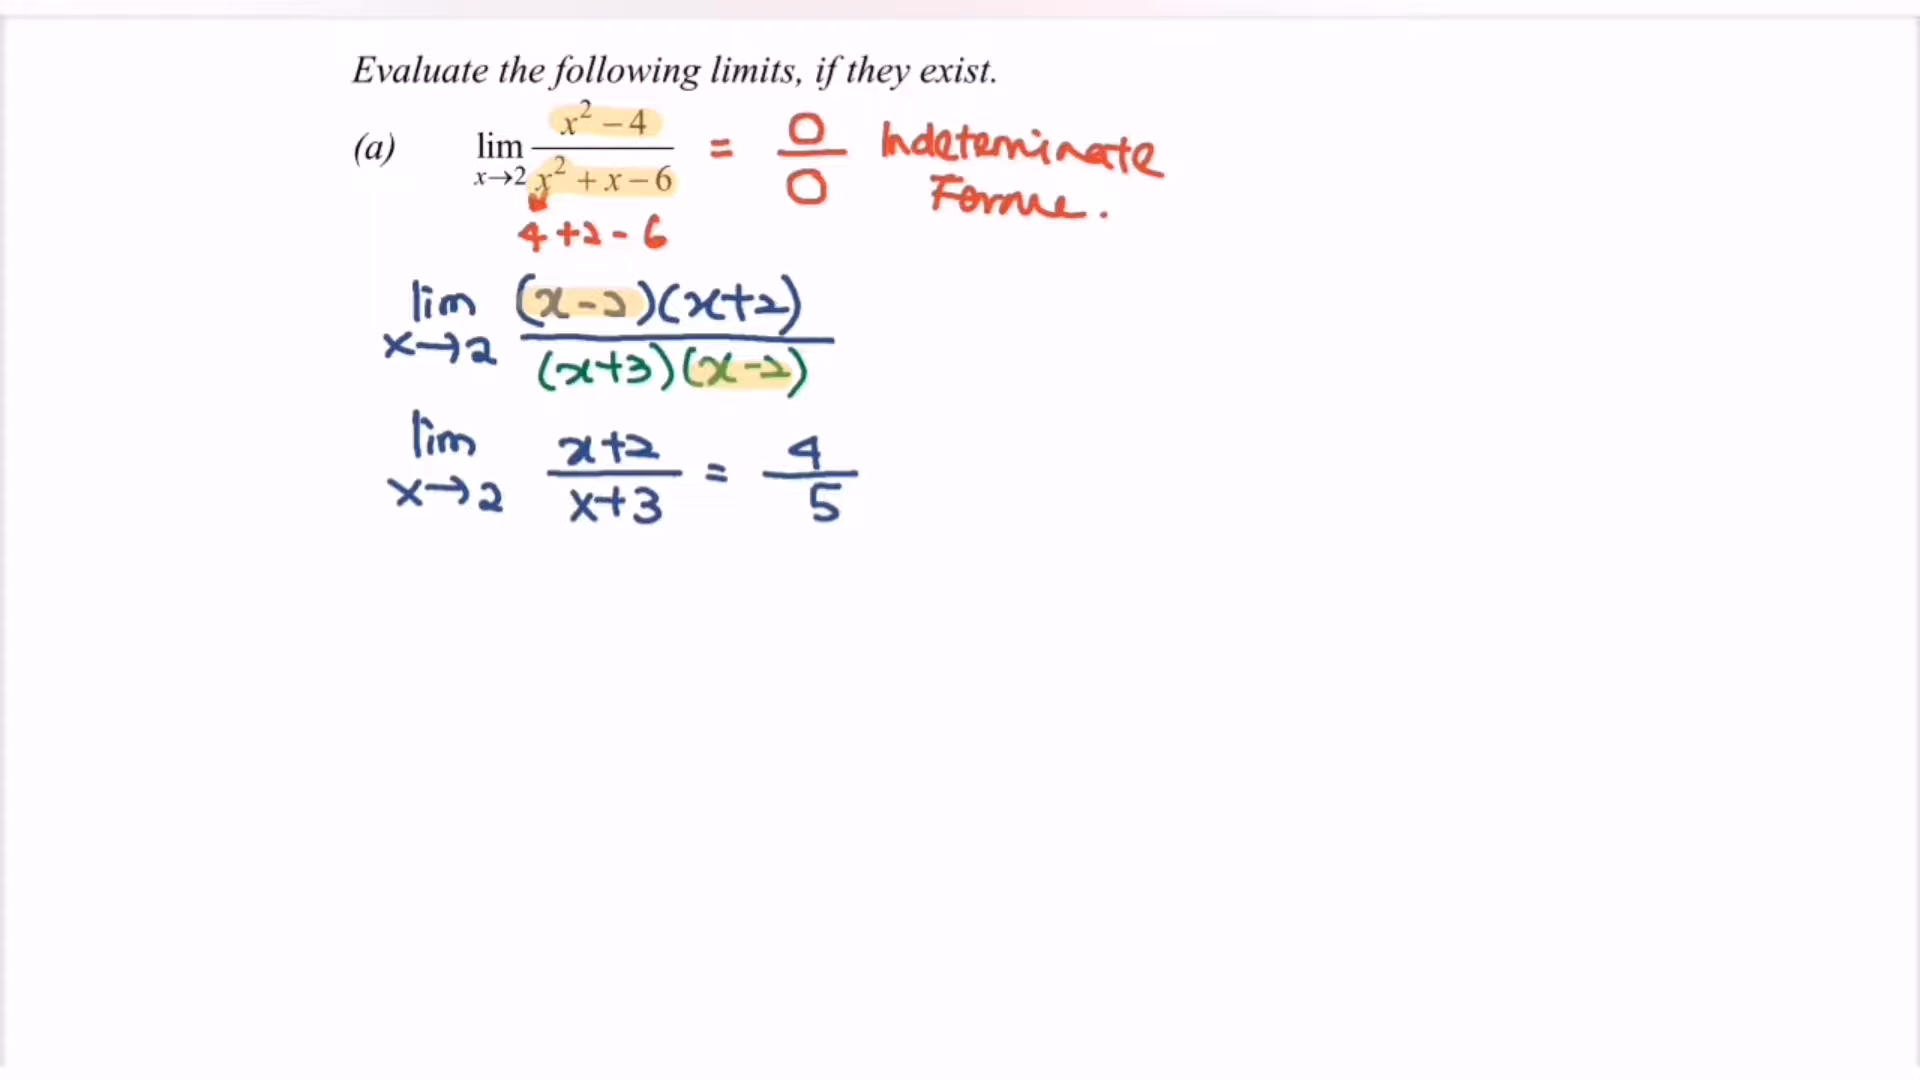 Evaluate the following limits, if they exist.
(a) lim x→2 (x² − 4)/(x² + x − 6) = 0/0 Indeterminate
Forme.
4 +2 - 6
lim x→2 (x-2)(x+2)/(x+3)(x-2)
lim x→2 x+2/x+3 = 4/5